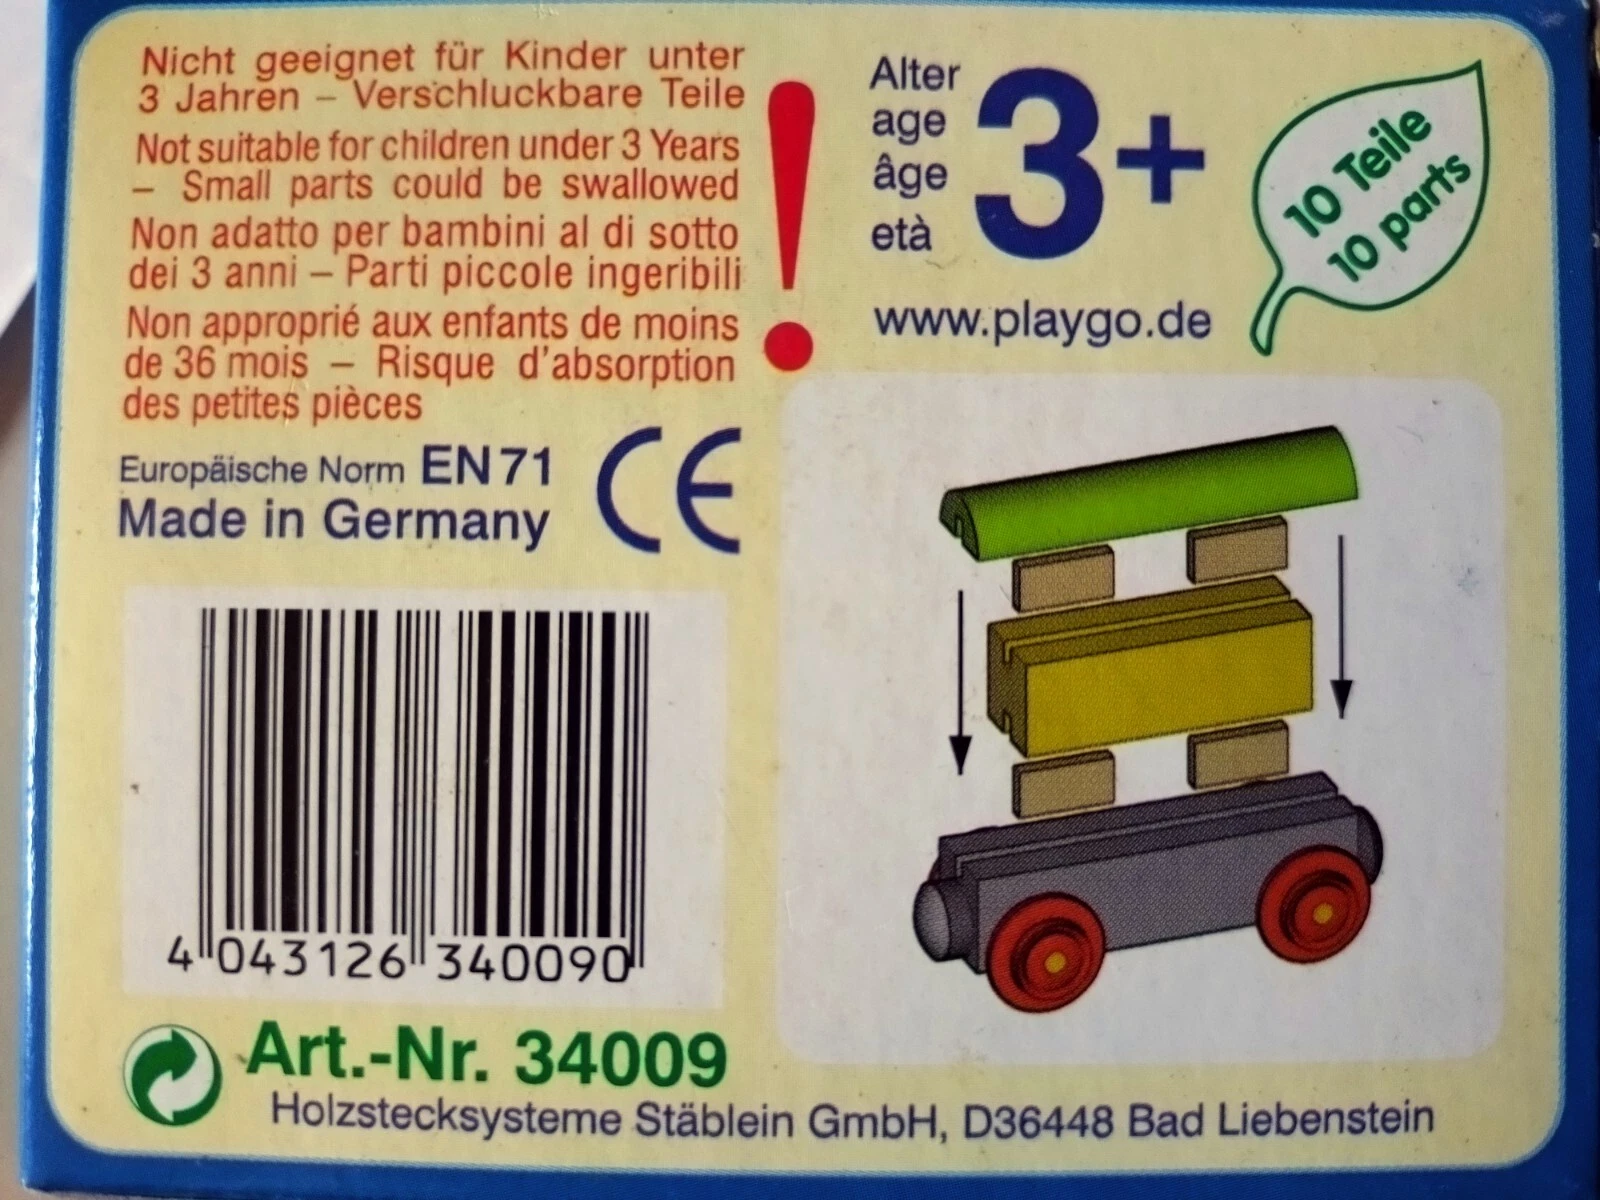 Nicht geeignet für Kinder unter
3 Jahren – Verschluckbare Teile
Not suitable for children under 3 Years
– Small parts could be swallowed
Non adatto per bambini al di sotto
dei 3 anni – Parti piccole ingeribili
Non approprié aux enfants de moins
de 36 mois – Risque d'absorption
des petites pièces
!
Europäische Norm EN 71
Made in Germany
CE
Alter
age
âge
età
3+
www.playgo.de
10 Teile
10 parts
4 043126 340090
Art.-Nr. 34009
Holzstecksysteme Stäblein GmbH, D36448 Bad Liebenstein